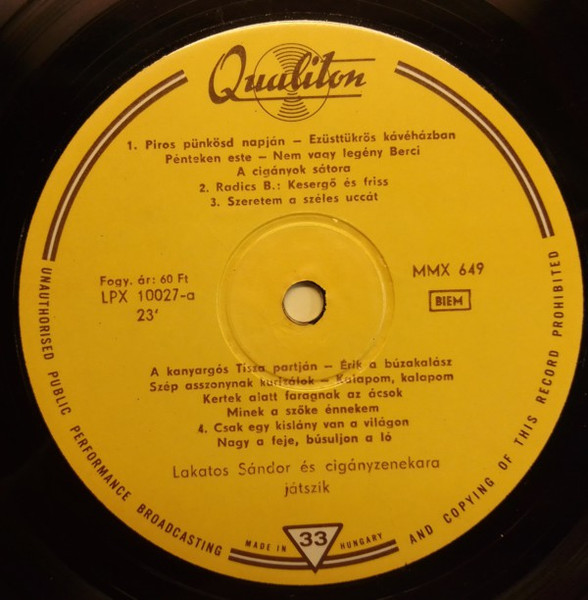 Qualiton
1. Piros pünkösd napján – Ezüsttükrös kávéházban
Pénteken este – Nem vagy legény Berci
A cigányok sátora
2. Radics B.: Kesergő és friss
3. Szeretem a széles uccát
Fogy. ár: 60 Ft
LPX 10027-a
23'
MMX 649
BIEM
A kanyargós Tisza partján – Érik a búzakalász
Szép asszonynak kurizálok – Kalapom, kalapom
Kertek alatt faragnak az ácsok
Minek a szőke énnekem
4. Csak egy kislány van a világon
Nagy a feje, búsuljon a ló
Lakatos Sándor és cigányzenekara
játszik
UNAUTHORISED PUBLIC PERFORMANCE BROADCASTING AND COPYING OF THIS RECORD PROHIBITED
MADE IN 33 HUNGARY